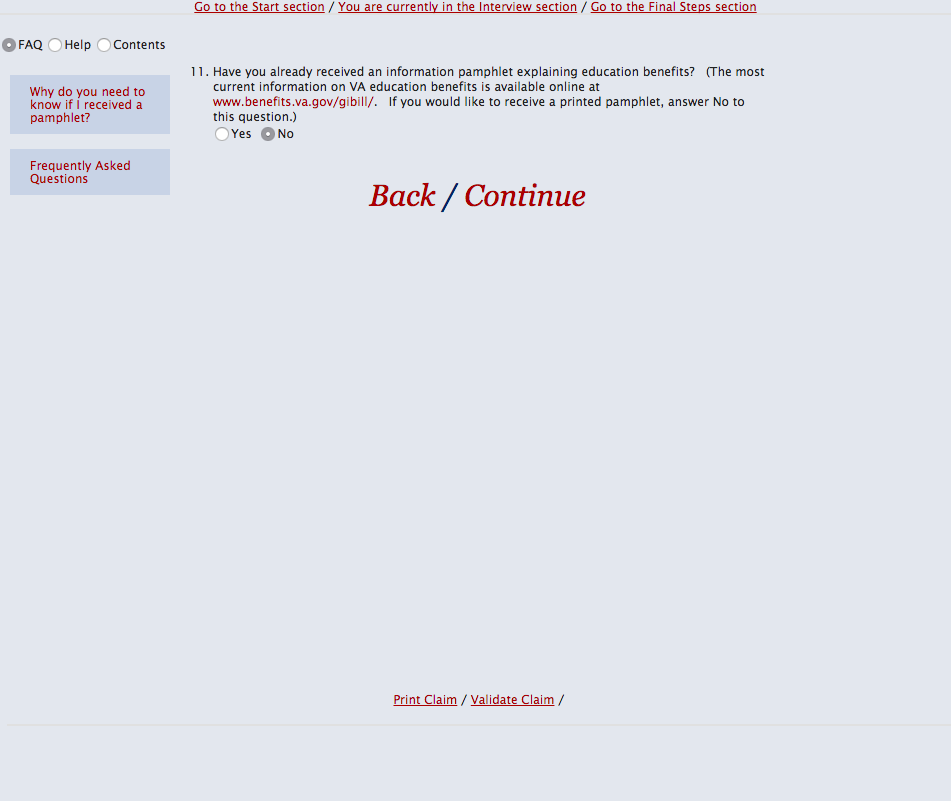 Go to the Start section / You are currently in the Interview section / Go to the Final Steps section
FAQ Help Contents
Why do you need to
know if I received a
pamphlet?
Frequently Asked
Questions
11. Have you already received an information pamphlet explaining education benefits? (The most
current information on VA education benefits is available online at
www.benefits.va.gov/gibill/. If you would like to receive a printed pamphlet, answer No to
this question.)
Yes No
Back / Continue
Print Claim / Validate Claim /